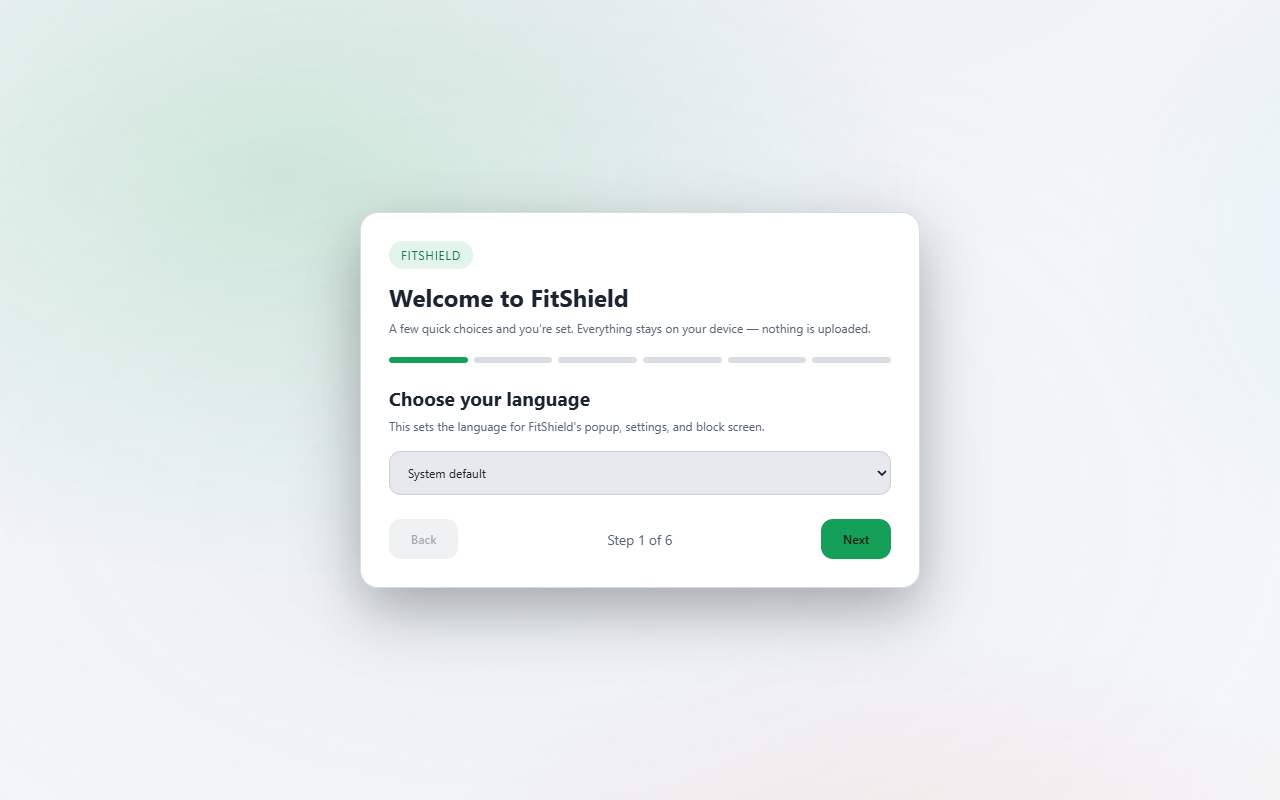 FITSHIELD
Welcome to FitShield
A few quick choices and you're set. Everything stays on your device — nothing is uploaded.
Choose your language
This sets the language for FitShield's popup, settings, and block screen.
System default
Back
Step 1 of 6
Next